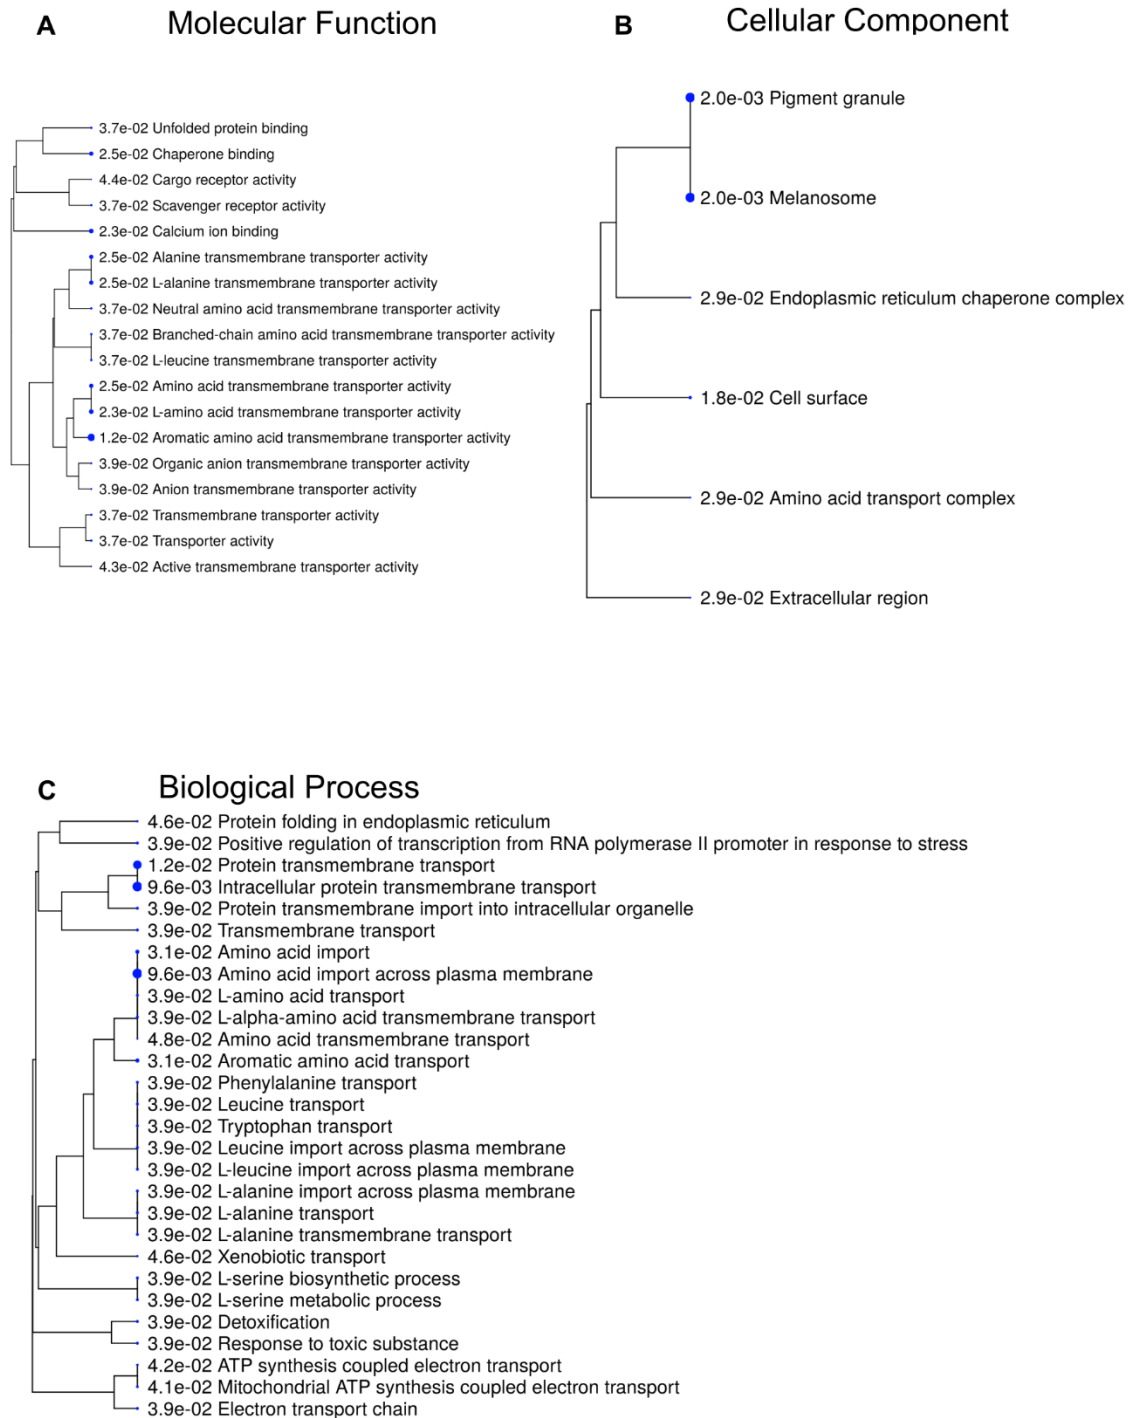 A Molecular Function
3.7e-02 Unfolded protein binding
2.5e-02 Chaperone binding
4.4e-02 Cargo receptor activity
3.7e-02 Scavenger receptor activity
2.3e-02 Calcium ion binding
2.5e-02 Alanine transmembrane transporter activity
2.5e-02 L-alanine transmembrane transporter activity
3.7e-02 Neutral amino acid transmembrane transporter activity
3.7e-02 Branched-chain amino acid transmembrane transporter activity
3.7e-02 L-leucine transmembrane transporter activity
2.5e-02 Amino acid transmembrane transporter activity
2.3e-02 L-amino acid transmembrane transporter activity
1.2e-02 Aromatic amino acid transmembrane transporter activity
3.9e-02 Organic anion transmembrane transporter activity
3.9e-02 Anion transmembrane transporter activity
3.7e-02 Transmembrane transporter activity
3.7e-02 Transporter activity
4.3e-02 Active transmembrane transporter activity
B Cellular Component
2.0e-03 Pigment granule
2.0e-03 Melanosome
2.9e-02 Endoplasmic reticulum chaperone complex
1.8e-02 Cell surface
2.9e-02 Amino acid transport complex
2.9e-02 Extracellular region
C Biological Process
4.6e-02 Protein folding in endoplasmic reticulum
3.9e-02 Positive regulation of transcription from RNA polymerase II promoter in response to stress
1.2e-02 Protein transmembrane transport
9.6e-03 Intracellular protein transmembrane transport
3.9e-02 Protein transmembrane import into intracellular organelle
3.9e-02 Transmembrane transport
3.1e-02 Amino acid import
9.6e-03 Amino acid import across plasma membrane
3.9e-02 L-amino acid transport
3.9e-02 L-alpha-amino acid transmembrane transport
4.8e-02 Amino acid transmembrane transport
3.1e-02 Aromatic amino acid transport
3.9e-02 Phenylalanine transport
3.9e-02 Leucine transport
3.9e-02 Tryptophan transport
3.9e-02 Leucine import across plasma membrane
3.9e-02 L-leucine import across plasma membrane
3.9e-02 L-alanine import across plasma membrane
3.9e-02 L-alanine transport
3.9e-02 L-alanine transmembrane transport
4.6e-02 Xenobiotic transport
3.9e-02 L-serine biosynthetic process
3.9e-02 L-serine metabolic process
3.9e-02 Detoxification
3.9e-02 Response to toxic substance
4.2e-02 ATP synthesis coupled electron transport
4.1e-02 Mitochondrial ATP synthesis coupled electron transport
3.9e-02 Electron transport chain